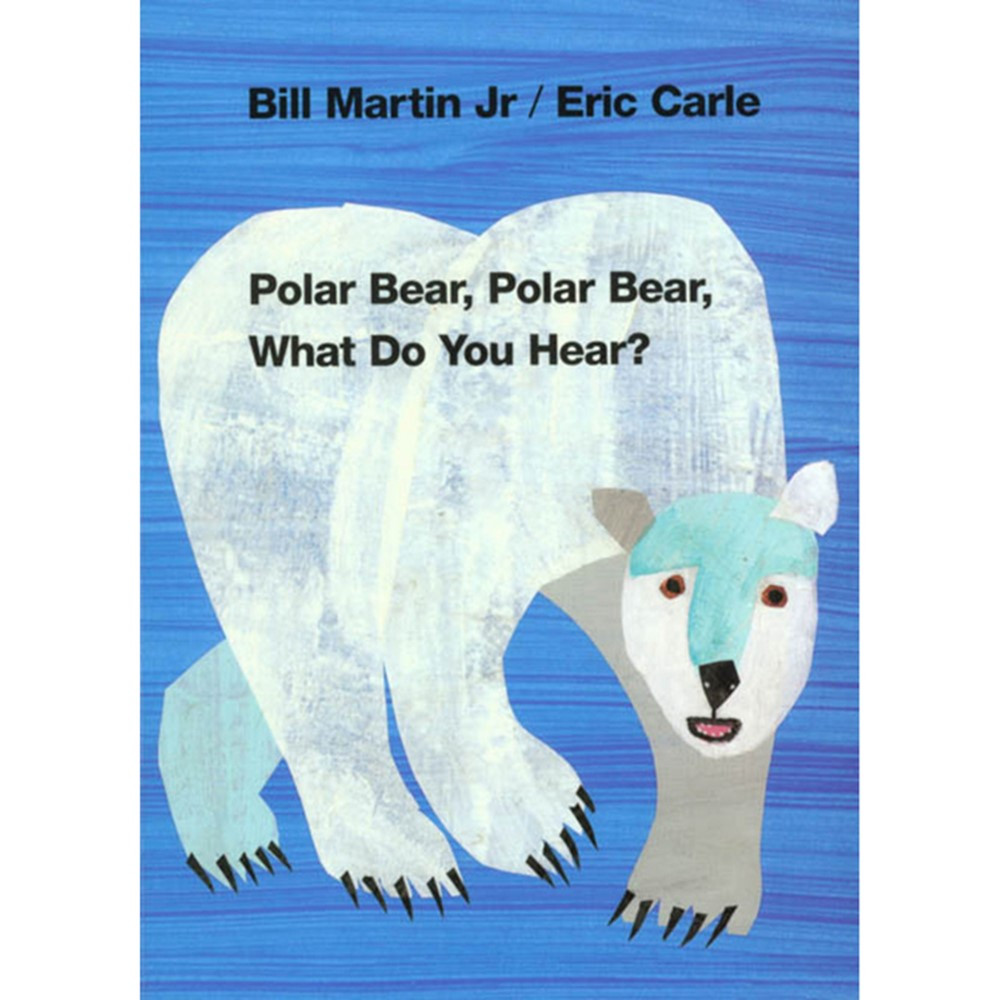 Bill Martin Jr / Eric Carle
Polar Bear, Polar Bear,
What Do You Hear?